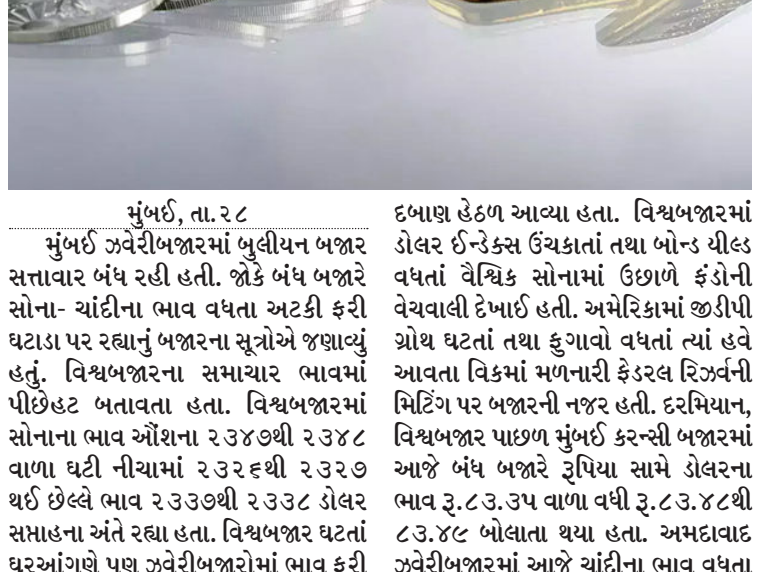 મુંબઈ, તા.૨૮
મુંબઈ ઝવેરીબજારમાં બુલીયન બજાર
સત્તાવાર બંધ રહી હતી. જોકે બંધ બજારે
સોના- ચાંદીના ભાવ વધતા અટકી ફરી
ઘટાડા પર રહ્યાનું બજારના સૂત્રોએ જણાવ્યું
હતું. વિશ્વબજારના સમાચાર ભાવમાં
પીછેહટ બતાવતા હતા. વિશ્વબજારમાં
સોનાના ભાવ ઔંશના ૨૩૪૭થી ૨૩૪૮
વાળા ઘટી નીચામાં ૨૩૨૬થી ૨૩૨૭
થઈ છેલ્લે ભાવ ૨૩૩૭થી ૨૩૩૮ ડોલર
સપ્તાહના અંતે રહ્યા હતા. વિશ્વબજાર ઘટતાં
ઘરઆંગણે પણ ઝવેરીબજારોમાં ભાવ ફરી
દબાણ હેઠળ આવ્યા હતા. વિશ્વબજારમાં
ડોલર ઈન્ડેક્સ ઉંચકાતાં તથા બોન્ડ યીલ્ડ
વધતાં વૈશ્વિક સોનામાં ઉછાળે ફંડોની
વેચવાલી દેખાઈ હતી. અમેરિકામાં જીડીપી
ગ્રોથ ઘટતાં તથા ફુગાવો વધતાં ત્યાં હવે
આવતા વિકમાં મળનારી ફેડરલ રિઝર્વની
મિટિંગ પર બજારની નજર હતી. દરમિયાન,
વિશ્વબજાર પાછળ મુંબઈ કરન્સી બજારમાં
આજે બંધ બજારે રૂપિયા સામે ડોલરના
ભાવ રૂ.૮૩.૩૫ વાળા વધી રૂ.૮૩.૪૮થી
૮૩.૪૯ બોલાતા થયા હતા. અમદાવાદ
ઝવેરીબજારમાં આજે ચાંદીના ભાવ વધતા